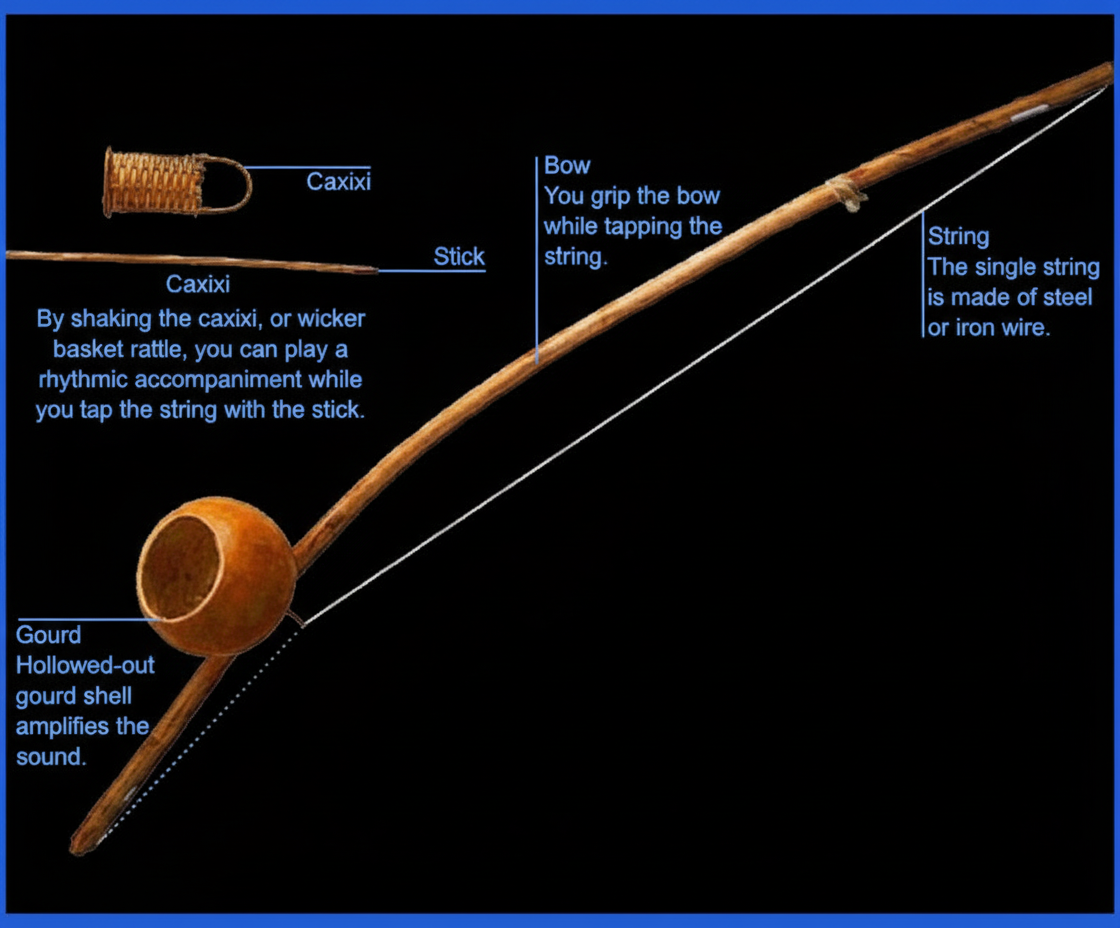 Caxixi
Stick
Caxixi
By shaking the caxixi, or wicker
basket rattle, you can play a
rhythmic accompaniment while
you tap the string with the stick.
Bow
You grip the bow
while tapping the
string.
String
The single string
is made of steel
or iron wire.
Gourd
Hollowed-out
gourd shell
amplifies the
sound.